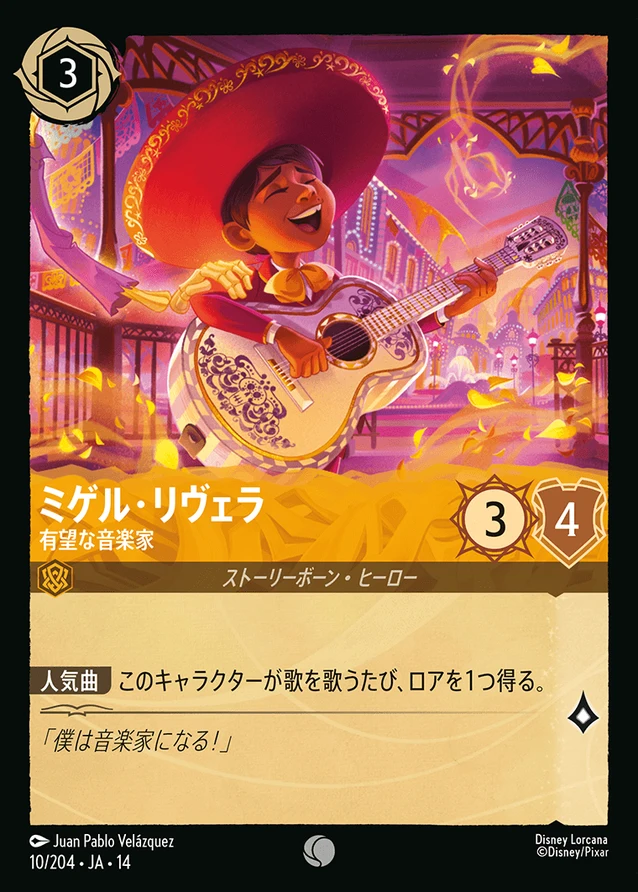 3
ミゲル・リヴェラ
有望な音楽家
3
4
ストーリーボーン・ヒーロー
人気曲 このキャラクターが歌を歌うたび、ロアを1つ得る。
「僕は音楽家になる!」
Juan Pablo Velázquez
10/204・JA・14
Disney Lorcana
©Disney/Pixar